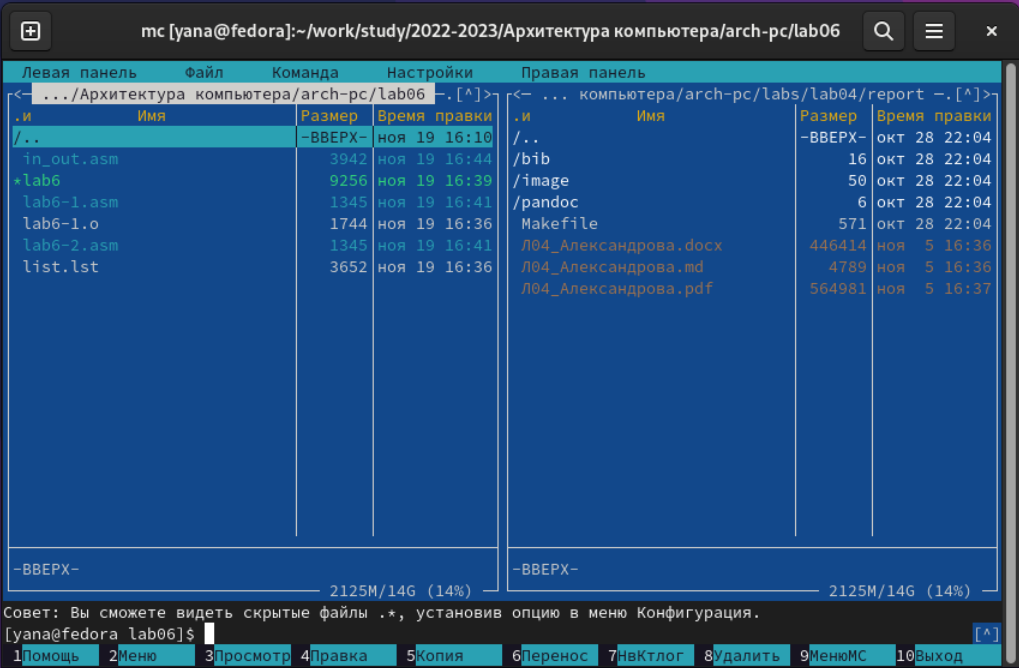 mc [yana@fedora]:~/work/study/2022-2023/Архитектура компьютера/arch-pc/lab06
Левая панель Файл Команда Настройки Правая панель
<─ .../Архитектура компьютера/arch-pc/lab06 ─.[^]>
.и Имя Размер Время правки
/.. -ВВЕРХ- ноя 19 16:10
in_out.asm 3942 ноя 19 16:44
*lab6 9256 ноя 19 16:39
lab6-1.asm 1345 ноя 19 16:41
lab6-1.o 1744 ноя 19 16:36
lab6-2.asm 1345 ноя 19 16:41
list.lst 3652 ноя 19 16:36
-ВВЕРХ-
2125M/14G (14%)
<─ ... компьютера/arch-pc/labs/lab04/report ─.[^]>
.и Имя Размер Время правки
/.. -ВВЕРХ- окт 28 22:04
/bib 16 окт 28 22:04
/image 50 окт 28 22:04
/pandoc 6 окт 28 22:04
Makefile 571 окт 28 22:04
Л04_Александрова.docx 446414 ноя 5 16:36
Л04_Александрова.md 4789 ноя 5 16:36
Л04_Александрова.pdf 564981 ноя 5 16:37
-ВВЕРХ-
2125M/14G (14%)
Совет: Вы сможете видеть скрытые файлы .*, установив опцию в меню Конфигурация.
[yana@fedora lab06]$ [^]
1Помощь 2Меню 3Просмотр 4Правка 5Копия 6Перенос 7НвКтлог 8Удалить 9МенюMC 10Выход